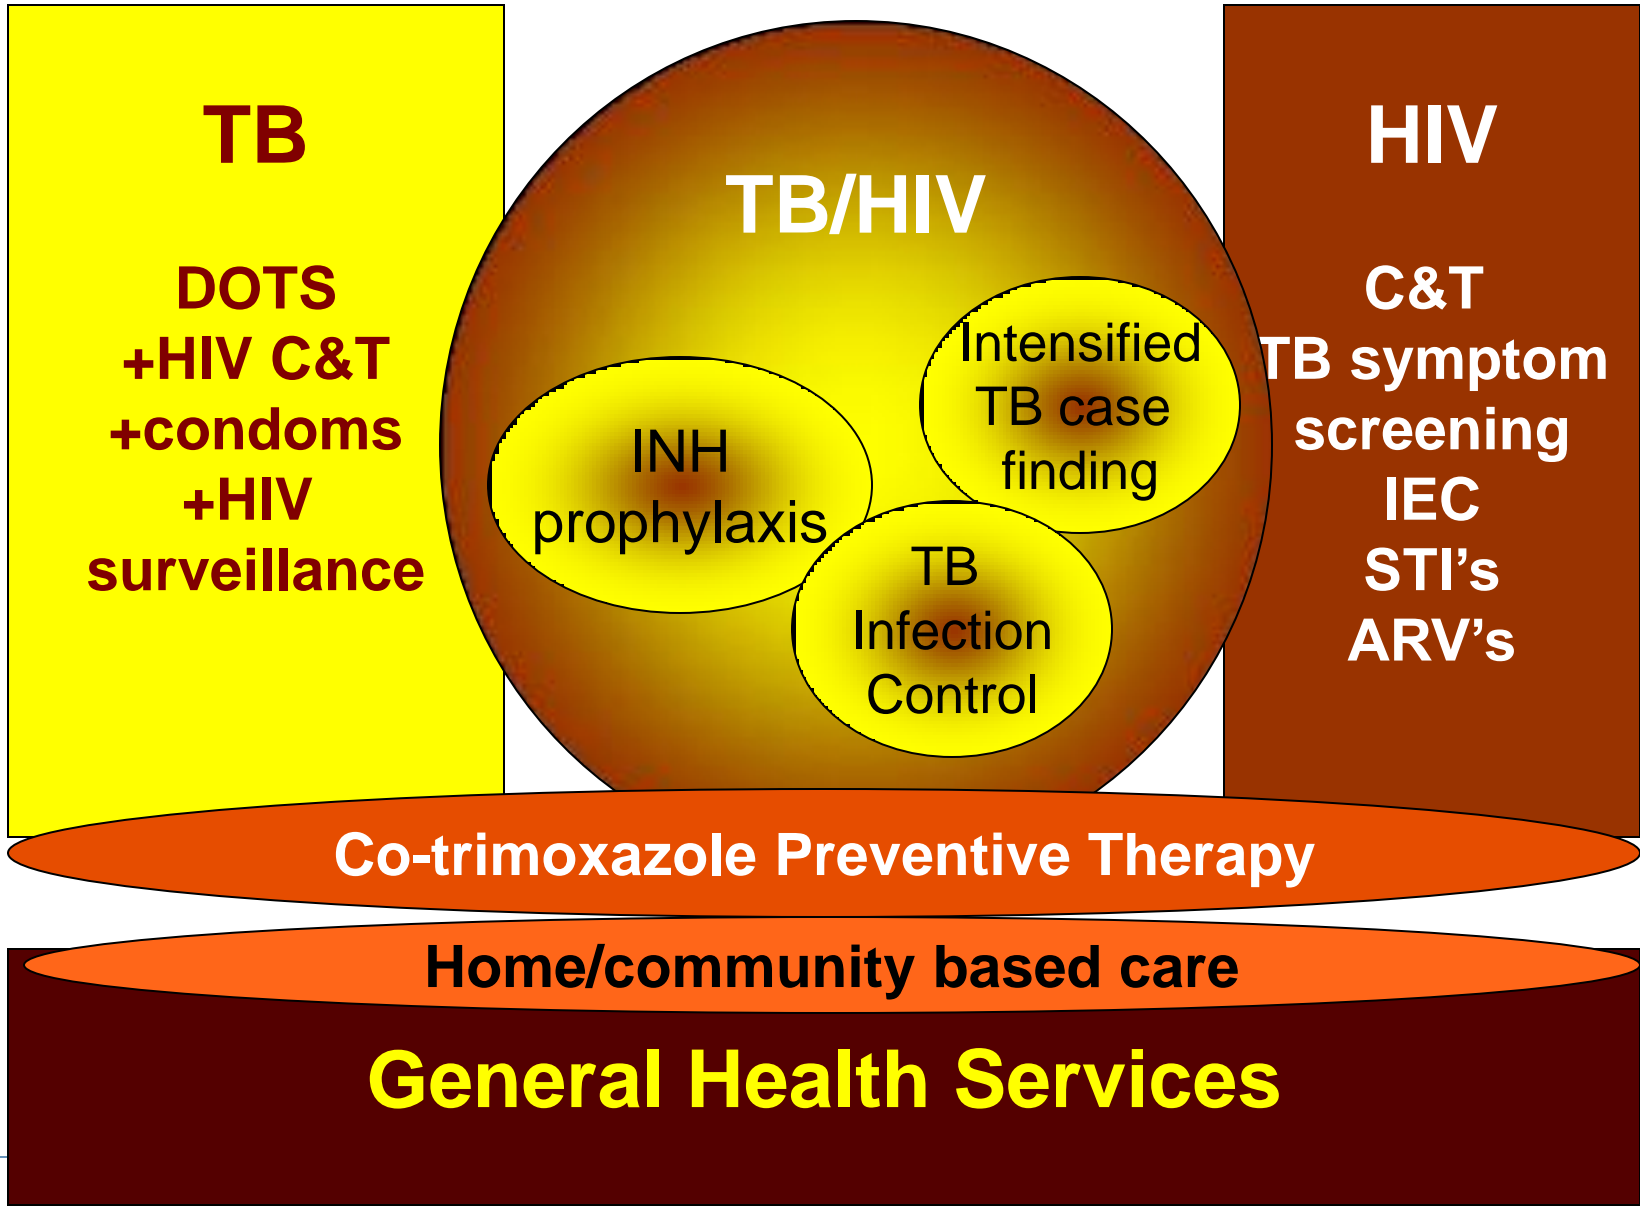 TB
DOTS
+HIV C&T
+condoms
+HIV
surveillance
TB/HIV
INH
prophylaxis
Intensified
TB case
finding
TB
Infection
Control
HIV
C&T
TB symptom
screening
IEC
STI’s
ARV’s
Co-trimoxazole Preventive Therapy
Home/community based care
General Health Services